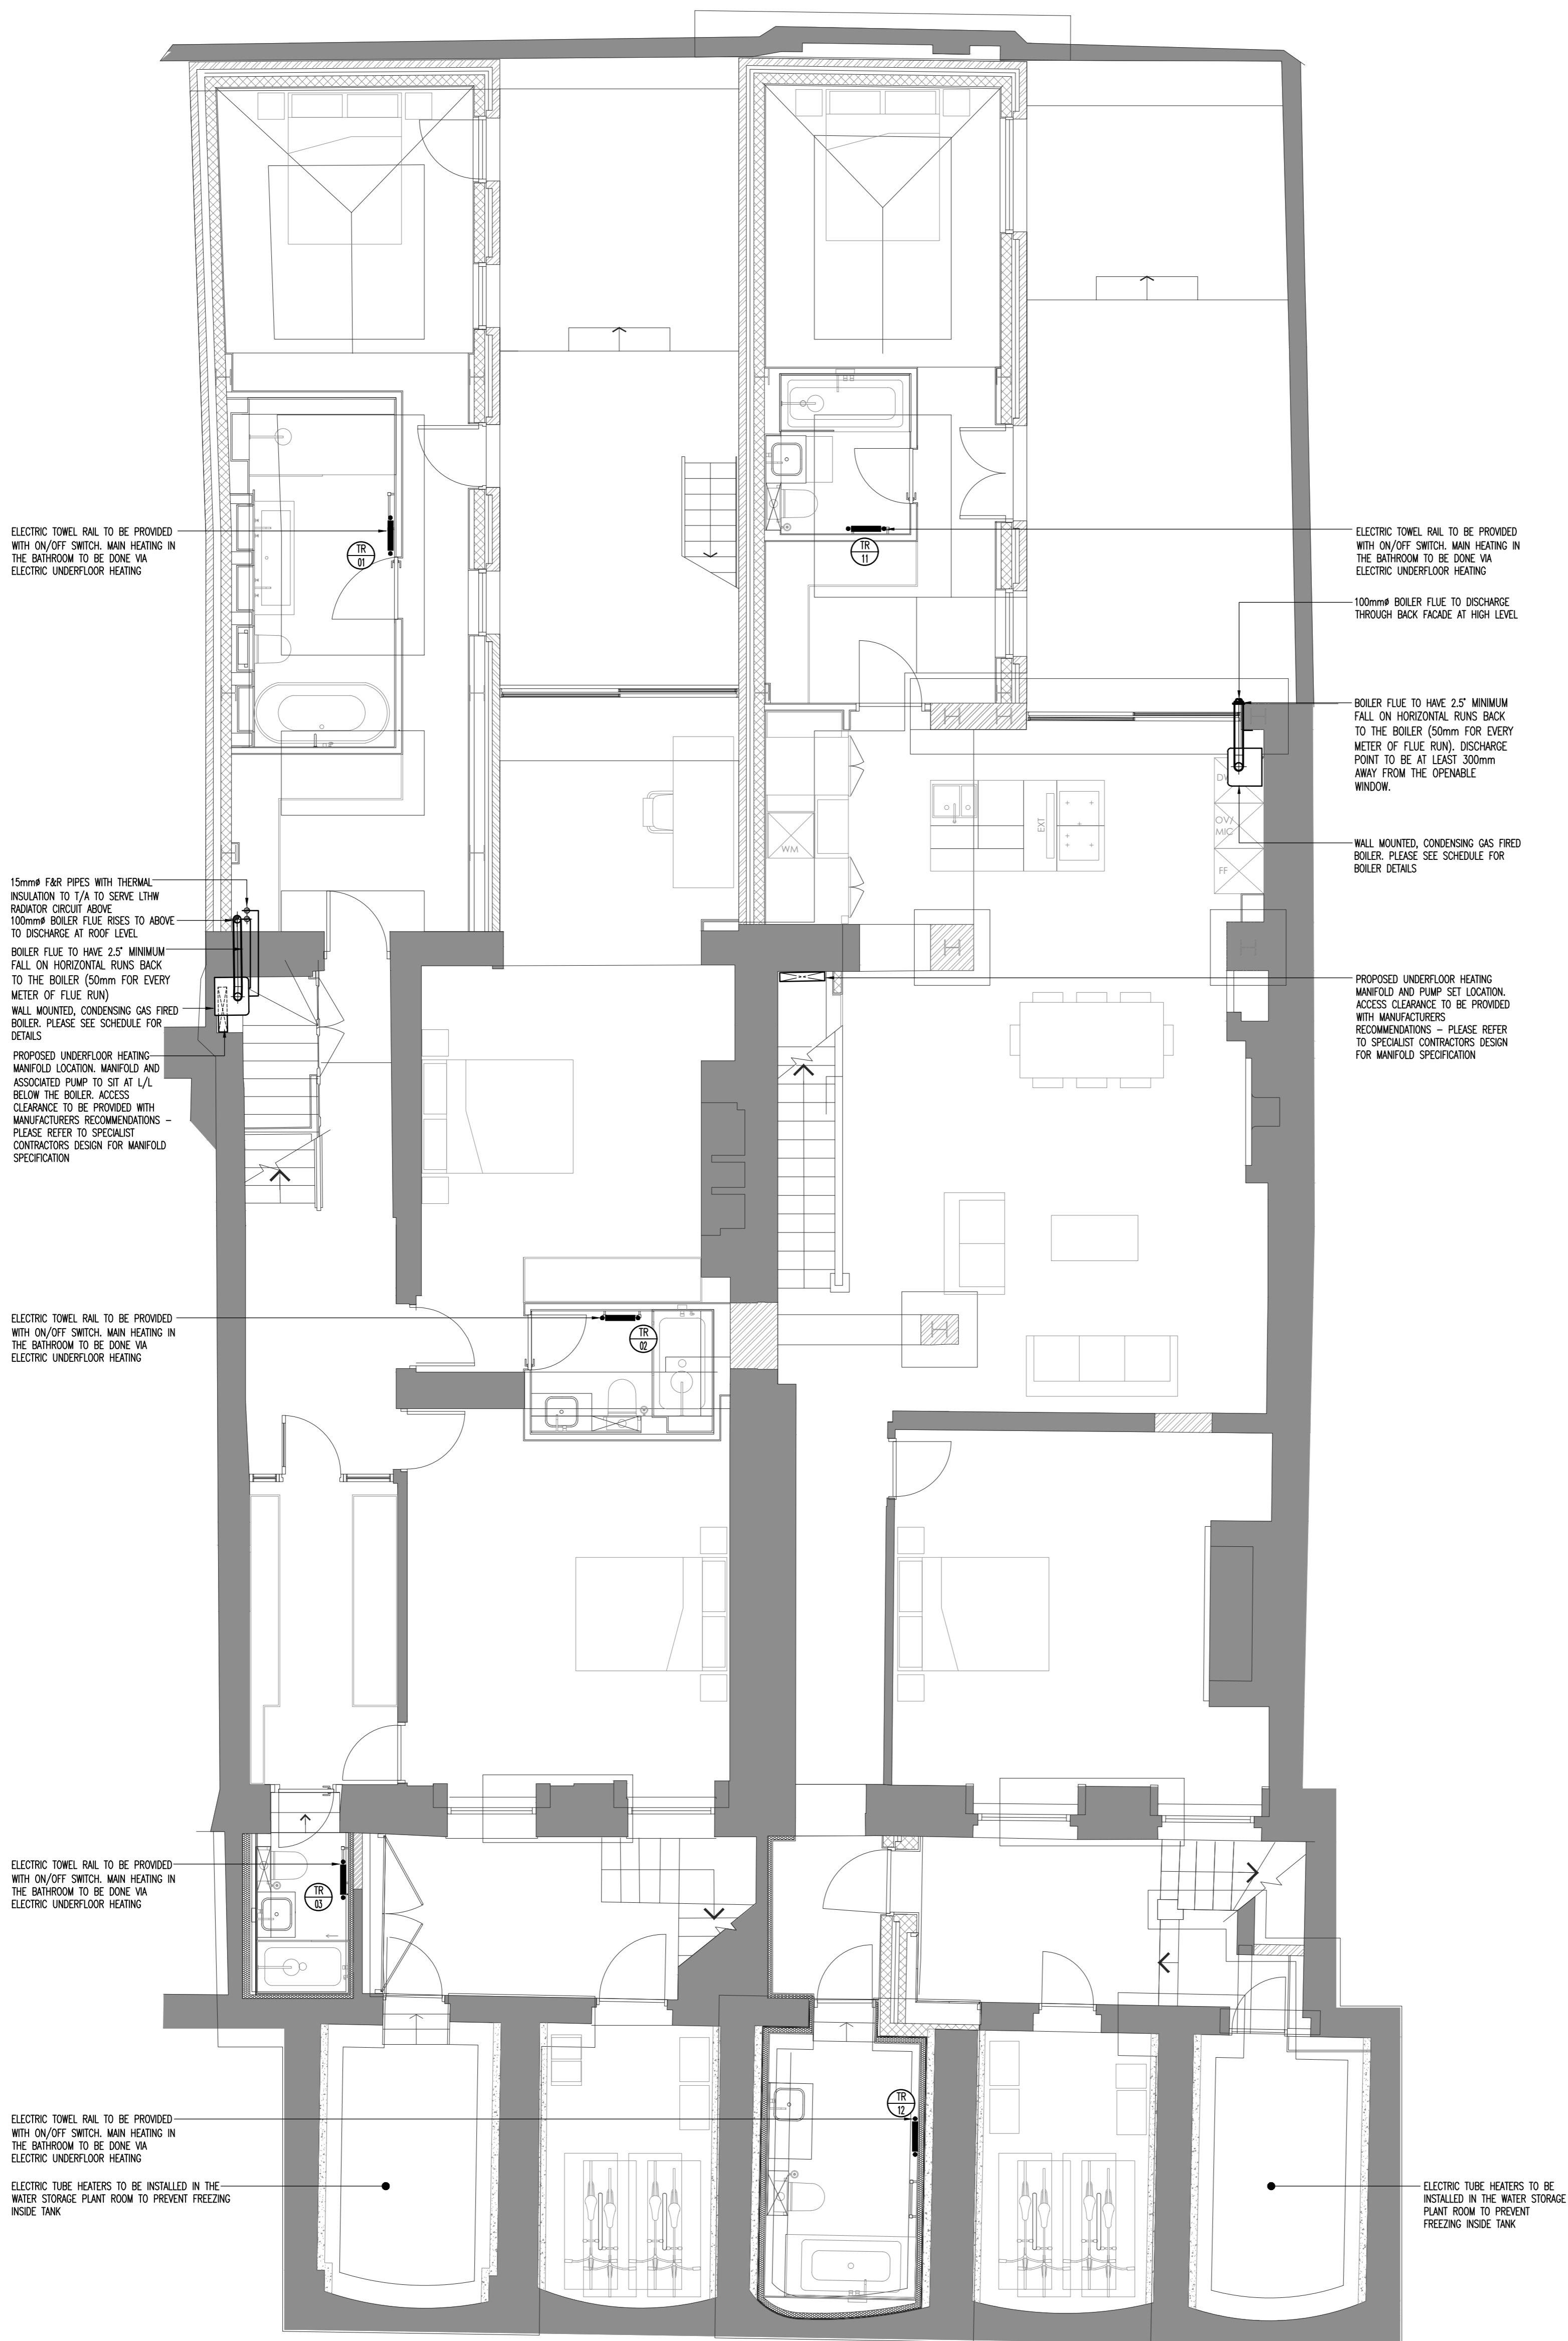 ELECTRIC TOWEL RAIL TO BE PROVIDED
WITH ON/OFF SWITCH. MAIN HEATING IN
THE BATHROOM TO BE DONE VIA
ELECTRIC UNDERFLOOR HEATING
TR
01
TR
11
ELECTRIC TOWEL RAIL TO BE PROVIDED
WITH ON/OFF SWITCH. MAIN HEATING IN
THE BATHROOM TO BE DONE VIA
ELECTRIC UNDERFLOOR HEATING
100mmø BOILER FLUE TO DISCHARGE
THROUGH BACK FACADE AT HIGH LEVEL
BOILER FLUE TO HAVE 2.5° MINIMUM
FALL ON HORIZONTAL RUNS BACK
TO THE BOILER (50mm FOR EVERY
METER OF FLUE RUN). DISCHARGE
POINT TO BE AT LEAST 300mm
AWAY FROM THE OPENABLE
WINDOW.
WALL MOUNTED, CONDENSING GAS FIRED
BOILER. PLEASE SEE SCHEDULE FOR
BOILER DETAILS
WM
EXT
OV/
MIC
FF
15mmø F&R PIPES WITH THERMAL
INSULATION TO T/A TO SERVE LTHW
RADIATOR CIRCUIT ABOVE
100mmø BOILER FLUE RISES TO ABOVE
TO DISCHARGE AT ROOF LEVEL
BOILER FLUE TO HAVE 2.5° MINIMUM
FALL ON HORIZONTAL RUNS BACK
TO THE BOILER (50mm FOR EVERY
METER OF FLUE RUN)
WALL MOUNTED, CONDENSING GAS FIRED
BOILER. PLEASE SEE SCHEDULE FOR
DETAILS
PROPOSED UNDERFLOOR HEATING
MANIFOLD LOCATION. MANIFOLD AND
ASSOCIATED PUMP TO SIT AT L/L
BELOW THE BOILER. ACCESS
CLEARANCE TO BE PROVIDED WITH
MANUFACTURERS RECOMMENDATIONS –
PLEASE REFER TO SPECIALIST
CONTRACTORS DESIGN FOR MANIFOLD
SPECIFICATION
PROPOSED UNDERFLOOR HEATING
MANIFOLD AND PUMP SET LOCATION.
ACCESS CLEARANCE TO BE PROVIDED
WITH MANUFACTURERS
RECOMMENDATIONS – PLEASE REFER
TO SPECIALIST CONTRACTORS DESIGN
FOR MANIFOLD SPECIFICATION
ELECTRIC TOWEL RAIL TO BE PROVIDED
WITH ON/OFF SWITCH. MAIN HEATING IN
THE BATHROOM TO BE DONE VIA
ELECTRIC UNDERFLOOR HEATING
TR
02
ELECTRIC TOWEL RAIL TO BE PROVIDED
WITH ON/OFF SWITCH. MAIN HEATING IN
THE BATHROOM TO BE DONE VIA
ELECTRIC UNDERFLOOR HEATING
TR
03
ELECTRIC TOWEL RAIL TO BE PROVIDED
WITH ON/OFF SWITCH. MAIN HEATING IN
THE BATHROOM TO BE DONE VIA
ELECTRIC UNDERFLOOR HEATING
TR
12
ELECTRIC TUBE HEATERS TO BE INSTALLED IN THE
WATER STORAGE PLANT ROOM TO PREVENT FREEZING
INSIDE TANK
ELECTRIC TUBE HEATERS TO BE
INSTALLED IN THE WATER STORAGE
PLANT ROOM TO PREVENT
FREEZING INSIDE TANK